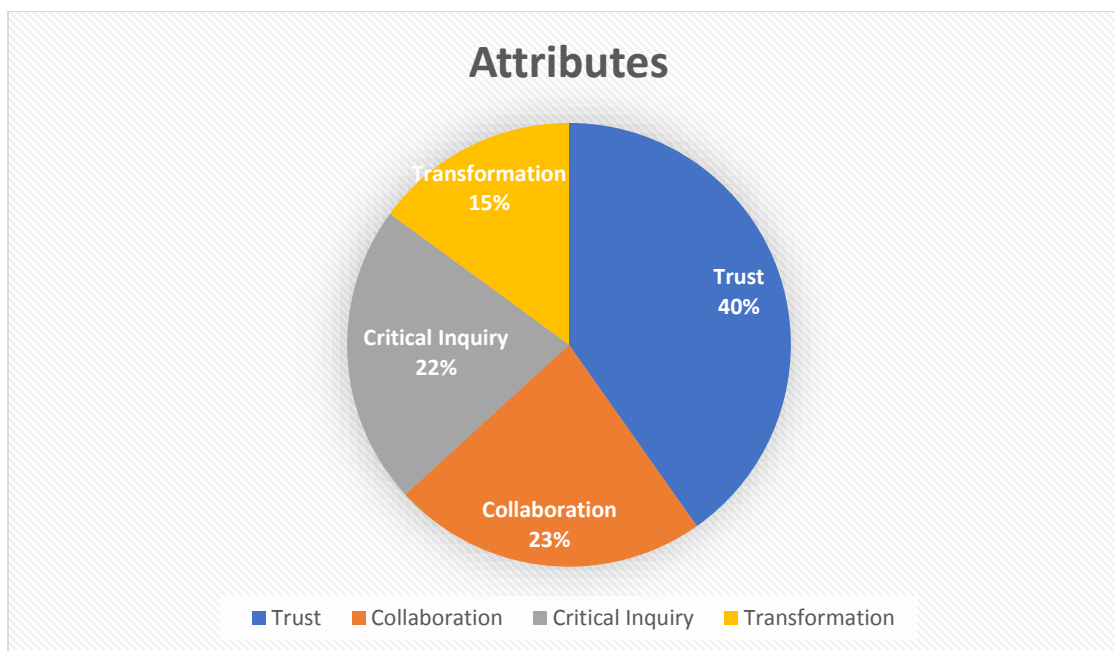 Attributes
Transformation
15%
Trust
40%
Critical Inquiry
22%
Collaboration
23%
Trust Collaboration Critical Inquiry Transformation